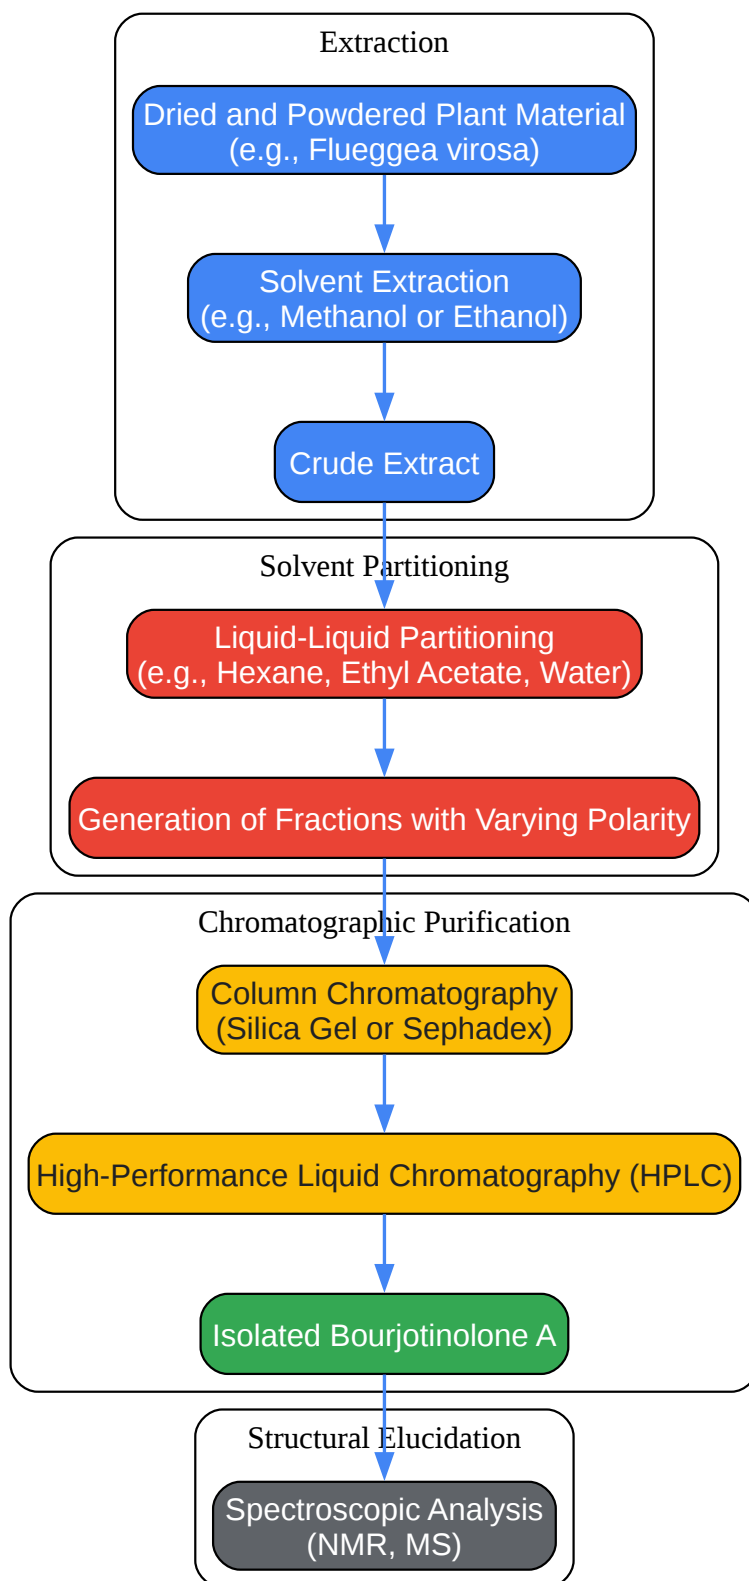 Extraction
Dried and Powdered Plant Material
(e.g., Flueggea virosa)
Solvent Extraction
(e.g., Methanol or Ethanol)
Crude Extract
Solvent Partitioning
Liquid-Liquid Partitioning
(e.g., Hexane, Ethyl Acetate, Water)
Generation of Fractions with Varying Polarity
Chromatographic Purification
Column Chromatography
(Silica Gel or Sephadex)
High-Performance Liquid Chromatography (HPLC)
Isolated Bourjotinolone A
Structural Elucidation
Spectroscopic Analysis
(NMR, MS)